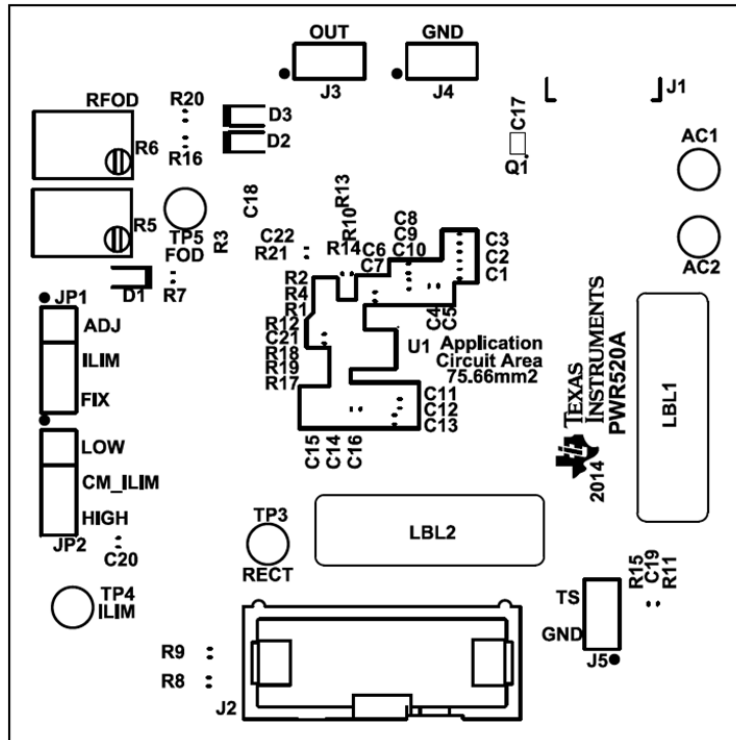 OUT
GND
J3
J4
J1
RFOD
R20
D3
D2
R6
R16
C17
Q1
AC1
AC2
R5
TP5
FOD
R3
C18
R13
R10
C22
R21
R14
C6
C7
C8
C9
C10
C3
C2
C1
C4
C5
D1
R7
R2
R4
R1
R12
C21
R18
R19
R17
U1
Application
Circuit Area
75.66mm2
C11
C12
C13
C15
C14
C16
JP1
ADJ
ILIM
FIX
LOW
CM_ILIM
HIGH
JP2
C20
TP4
ILIM
TP3
RECT
LBL2
LBL1
TEXAS
INSTRUMENTS
PWR520A
2014
R15
C19
R11
TS
GND
J5
R9
R8
J2